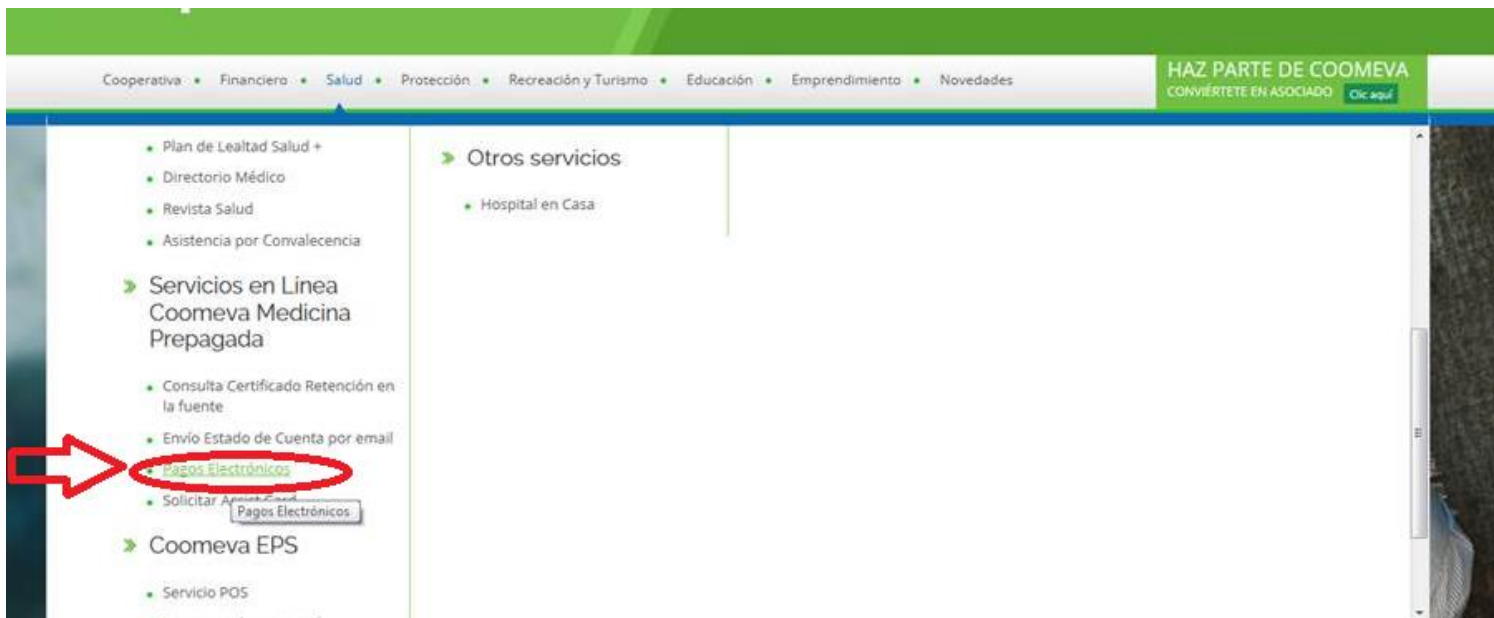 Cooperativa • Financiero • Salud • Protección • Recreación y Turismo • Educación • Emprendimiento • Novedades
HAZ PARTE DE COOMEVA
CONVIÉRTETE EN ASOCIADO Clic aquí
• Plan de Lealtad Salud +
• Directorio Médico
• Revista Salud
• Asistencia por Convalecencia
Servicios en Línea
Coomeva Medicina
Prepagada
• Consulta Certificado Retención en
la fuente
• Envío Estado de Cuenta por email
• Pagos Electrónicos
• Solicitar Assist Card
Pagos Electrónicos
Coomeva EPS
• Servicio POS
Otros servicios
• Hospital en Casa